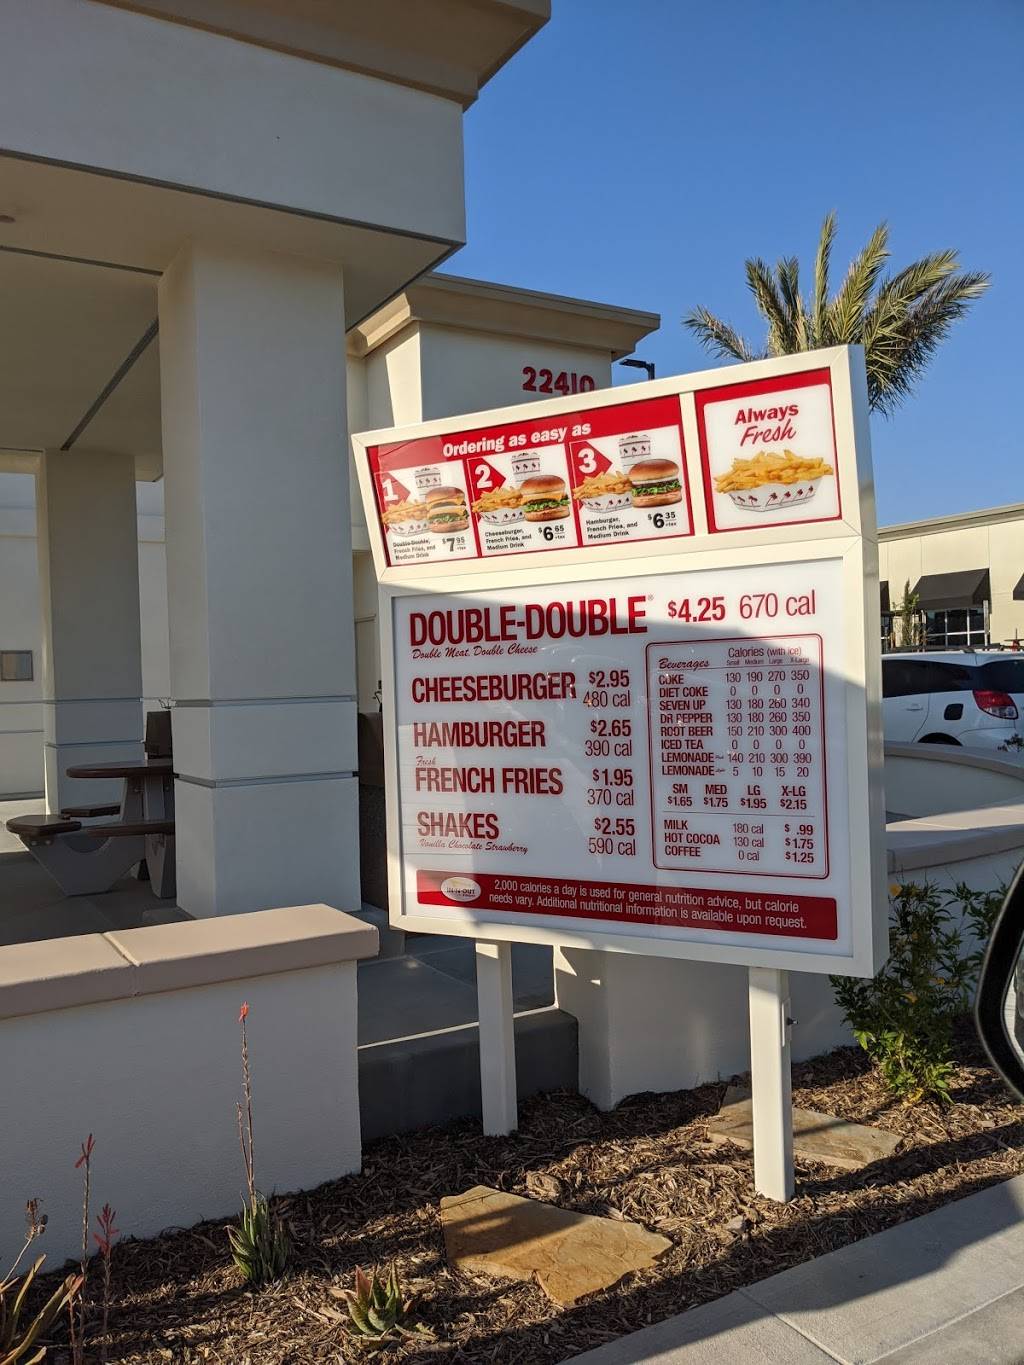 22410
Ordering as easy as
1
Double-Double,
French Fries, and
Medium Drink
$7 95
+tax
2
Cheeseburger,
French Fries, and
Medium Drink
$6 65
+tax
3
Hamburger,
French Fries, and
Medium Drink
$6 35
+tax
Always
Fresh
DOUBLE-DOUBLE® $4.25 670 cal
Double Meat Double Cheese
CHEESEBURGER $2.95
480 cal
HAMBURGER $2.65
390 cal
Fresh
FRENCH FRIES $1.95
370 cal
SHAKES $2.55
Vanilla Chocolate Strawberry 590 cal
Calories (with ice)
Beverages Small Medium Large X-Large
COKE 130 190 270 350
DIET COKE 0 0 0 0
SEVEN UP 130 180 260 340
DR PEPPER 130 180 260 350
ROOT BEER 150 210 300 400
ICED TEA 0 0 0 0
LEMONADE 140 210 300 390
LEMONADE 5 10 15 20
SM MED LG X-LG
$1.65 $1.75 $1.95 $2.15
MILK 180 cal $ .99
HOT COCOA 130 cal $1.75
COFFEE 0 cal $1.25
IN-N-OUT
2,000 calories a day is used for general nutrition advice, but calorie
needs vary. Additional nutritional information is available upon request.